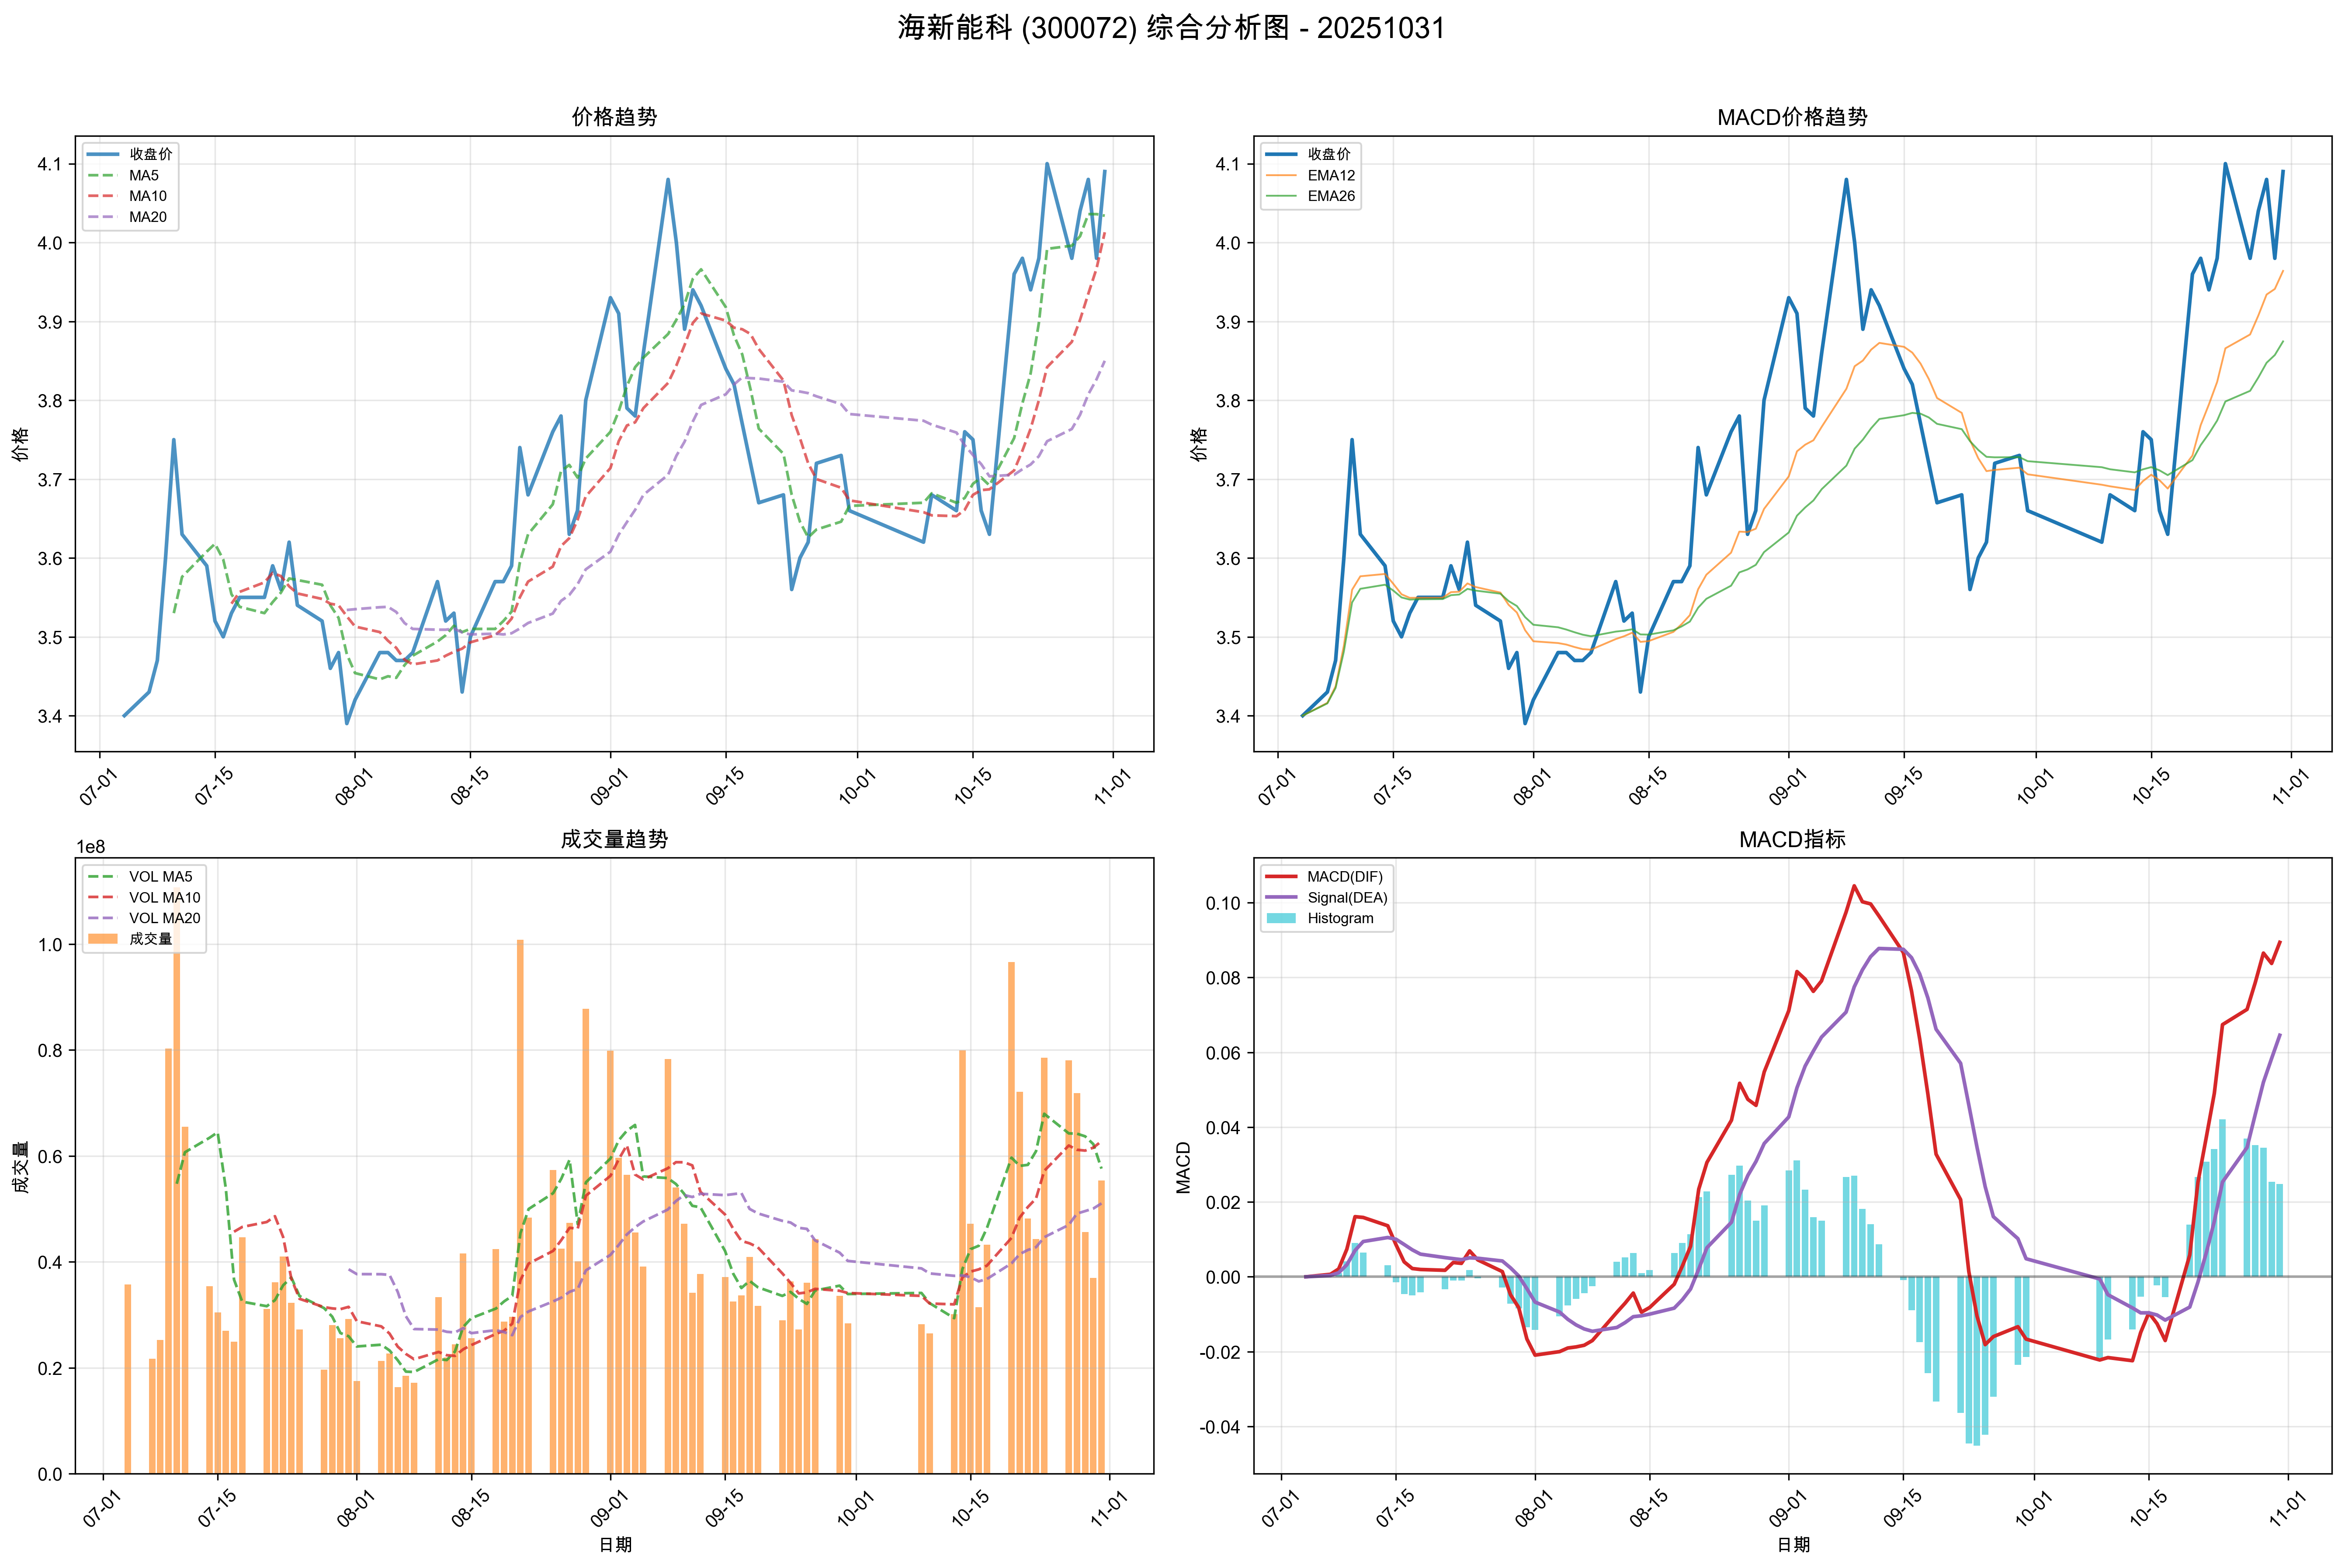 海新能科 (300072) 综合分析图 - 20251031
价格趋势
收盘价
MA5
MA10
MA20
4.1
4.0
3.9
3.8
3.7
3.6
3.5
3.4
价格
07-01
07-15
08-01
08-15
09-01
09-15
10-01
10-15
11-01
MACD价格趋势
收盘价
EMA12
EMA26
4.1
4.0
3.9
3.8
3.7
3.6
3.5
3.4
价格
07-01
07-15
08-01
08-15
09-01
09-15
10-01
10-15
11-01
成交量趋势
1e8
VOL MA5
VOL MA10
VOL MA20
成交量
1.0
0.8
0.6
0.4
0.2
0.0
成交量
07-01
07-15
08-01
08-15
09-01
09-15
10-01
10-15
11-01
日期
MACD指标
MACD(DIF)
Signal(DEA)
Histogram
0.10
0.08
0.06
0.04
0.02
0.00
-0.02
-0.04
MACD
07-01
07-15
08-01
08-15
09-01
09-15
10-01
10-15
11-01
日期